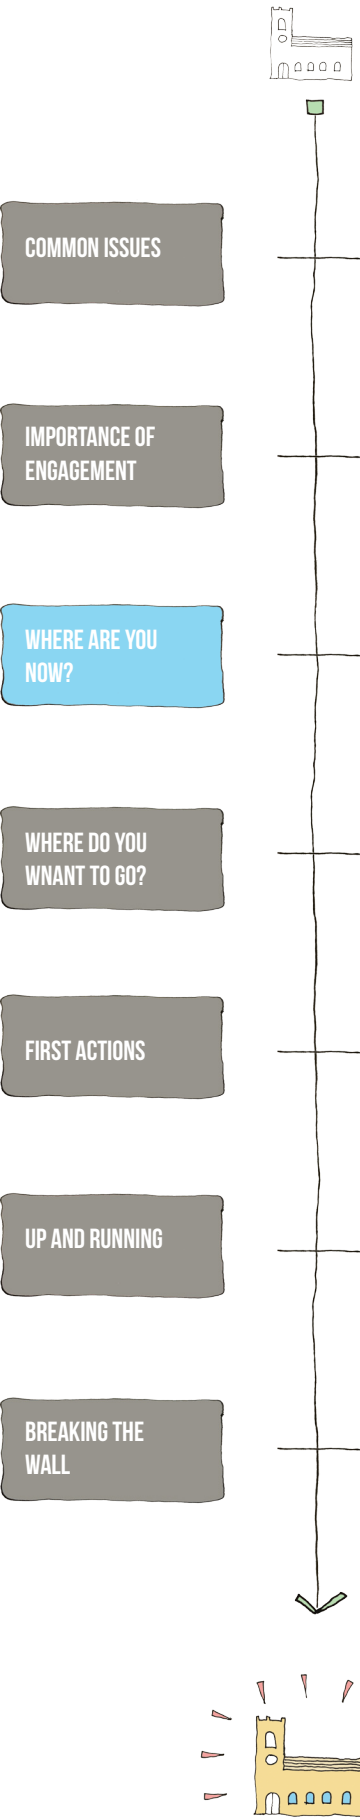 COMMON ISSUES
IMPORTANCE OF
ENGAGEMENT
WHERE ARE YOU
NOW?
WHERE DO YOU
WNANT TO GO?
FIRST ACTIONS
UP AND RUNNING
BREAKING THE
WALL